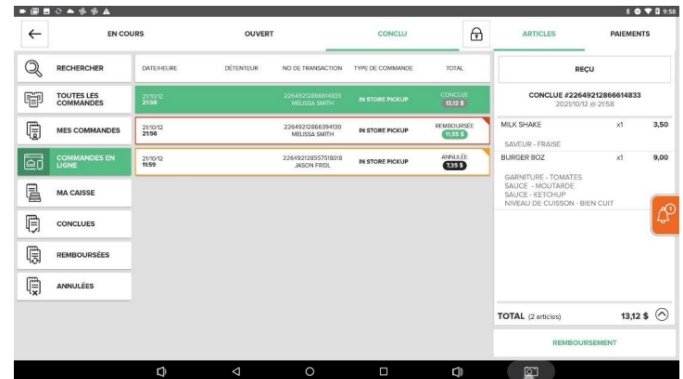 9:58
EN COURS
OUVERT
CONCLU
ARTICLES
PAIEMENTS
RECHERCHER
DATE/HEURE
DÉTENTEUR
NO DE TRANSACTION
TYPE DE COMMANDE
TOTAL
REÇU
TOUTES LES
COMMANDES
21/10/12
21:58
22649212866614833
MELISSA SMITH
IN STORE PICKUP
CONCLUE
13,12 $
CONCLUE #22649212866614833
2021/10/12 @ 21:58
MES COMMANDES
21/10/12
21:56
22649212866394130
MELISSA SMITH
IN STORE PICKUP
REMBOURSÉE
11,55 $
MILK SHAKE x1 3,50
SAVEUR - FRAISE
COMMANDES EN
LIGNE
21/10/12
11:59
JASON FRIDL
IN STORE PICKUP
ANNULÉE
7,35 $
BURGER 8OZ x1 9,00
GARNITURE - TOMATES
SAUCE - MOUTARDE
SAUCE - KETCHUP
NIVEAU DE CUISSON - BIEN CUIT
1
MA CAISSE
CONCLUES
REMBOURSÉES
ANNULÉES
TOTAL (2 articles) 13,12 $
REMBOURSEMENT